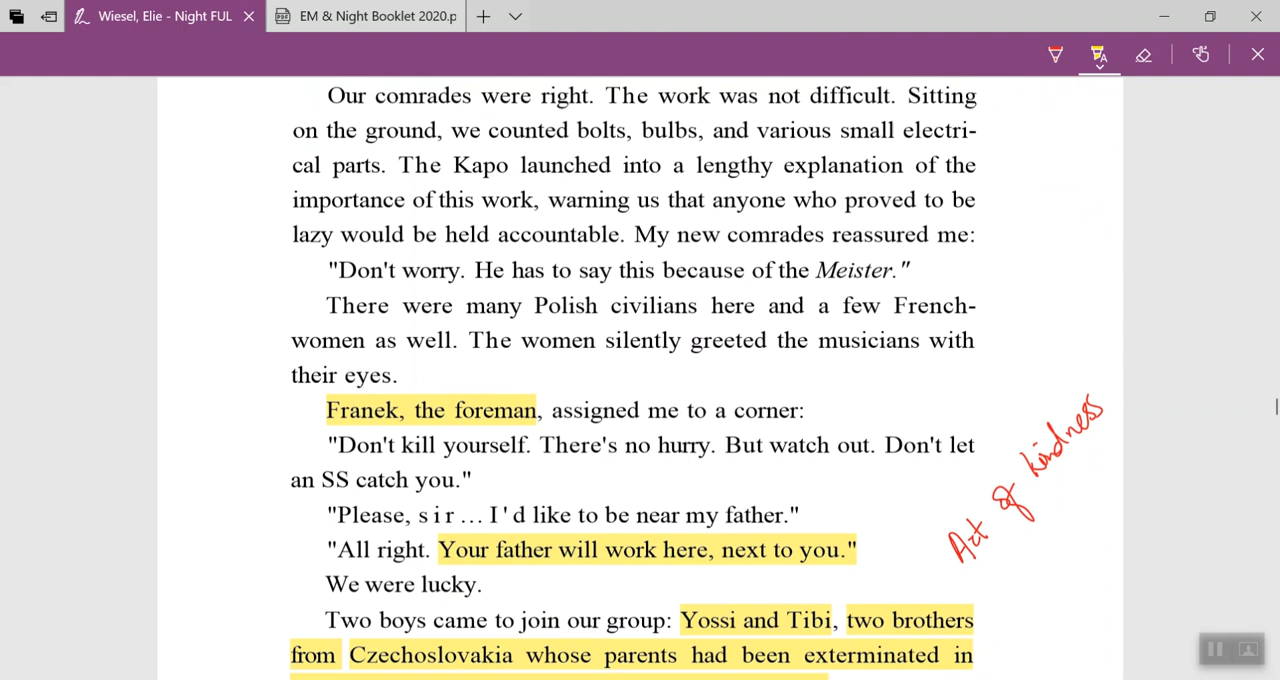 Wiesel, Elie - Night FUL
EM & Night Booklet 2020.p
Our comrades were right. The work was not difficult. Sitting
on the ground, we counted bolts, bulbs, and various small electri-
cal parts. The Kapo launched into a lengthy explanation of the
importance of this work, warning us that anyone who proved to be
lazy would be held accountable. My new comrades reassured me:
"Don't worry. He has to say this because of the Meister."
There were many Polish civilians here and a few French-
women as well. The women silently greeted the musicians with
their eyes.
Franek, the foreman, assigned me to a corner:
"Don't kill yourself. There's no hurry. But watch out. Don't let
an SS catch you."
"Please, s i r ... I ' d like to be near my father."
"All right. Your father will work here, next to you."
We were lucky.
Two boys came to join our group: Yossi and Tibi, two brothers
from Czechoslovakia whose parents had been exterminated in
Act of kindness